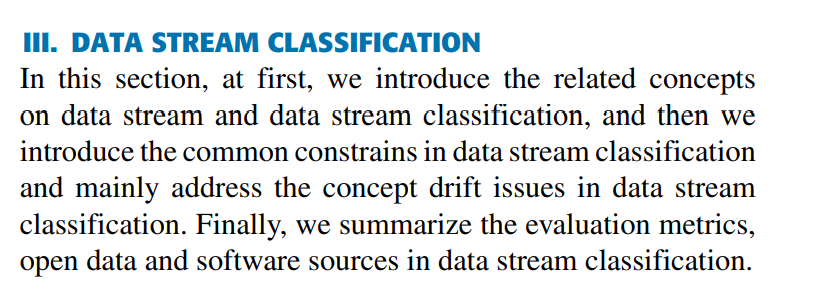 III. DATA STREAM CLASSIFICATION
In this section, at first, we introduce the related concepts
on data stream and data stream classification, and then we
introduce the common constrains in data stream classification
and mainly address the concept drift issues in data stream
classification. Finally, we summarize the evaluation metrics,
open data and software sources in data stream classification.